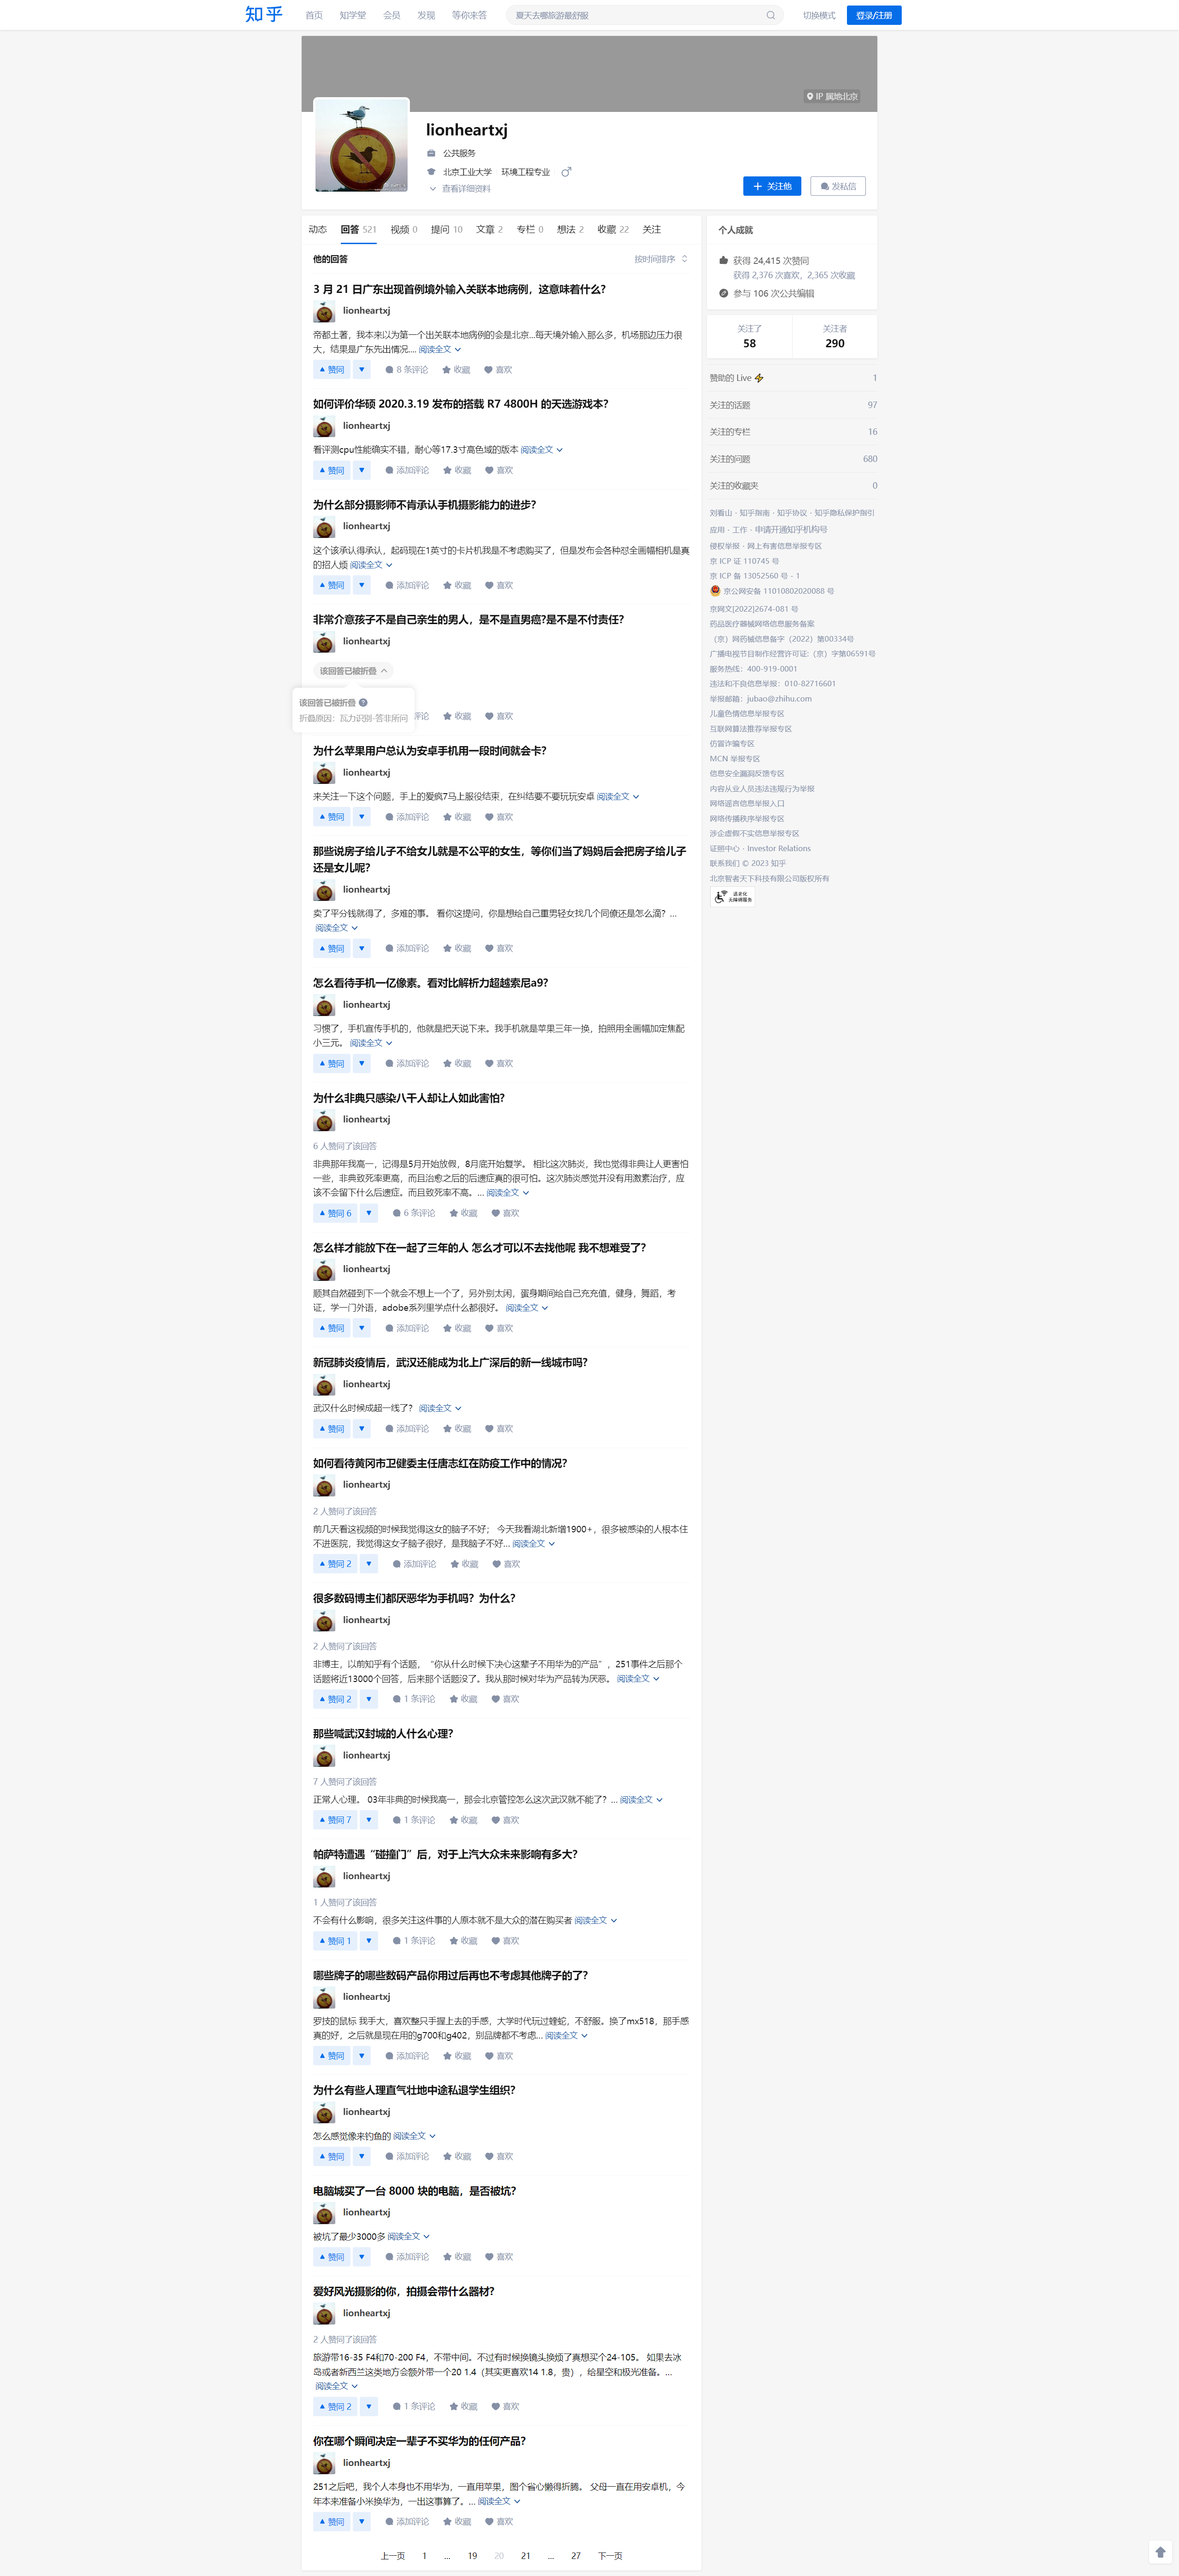 知乎 首页 知学堂 会员 发现 等你来答 夏天去哪旅游最舒服 切换模式 登录/注册
IP 属地北京
lionheartxj
公共服务
北京工业大学 环境工程专业
查看详细资料
关注他 发私信
动态 回答 521 视频 0 提问 10 文章 2 专栏 0 想法 2 收藏 22 关注
他的回答 按时间排序
3 月 21 日广东出现首例境外输入关联本地病例，这意味着什么？
lionheartxj
帝都土著，我本来以为第一个出关联本地病例的会是北京...每天境外输入那么多，机场那边压力很
大，结果是广东先出情况.... 阅读全文
赞同 8 条评论 收藏 喜欢
如何评价华硕 2020.3.19 发布的搭载 R7 4800H 的天选游戏本？
lionheartxj
看评测cpu性能确实不错，耐心等17.3寸高色域的版本 阅读全文
赞同 添加评论 收藏 喜欢
为什么部分摄影师不肯承认手机摄影能力的进步？
lionheartxj
这个该承认得承认，起码现在1英寸的卡片机我是不考虑购买了，但是发布会各种怼全画幅相机是真
的招人烦 阅读全文
赞同 添加评论 收藏 喜欢
非常介意孩子不是自己亲生的男人，是不是直男癌?是不是不付责任？
lionheartxj
该回答已被折叠
该回答已被折叠
折叠原因：瓦力识别-答非所问
评论 收藏 喜欢
为什么苹果用户总认为安卓手机用一段时间就会卡？
lionheartxj
来关注一下这个问题，手上的爱疯7马上服役结束，在纠结要不要玩玩安卓 阅读全文
赞同 添加评论 收藏 喜欢
那些说房子给儿子不给女儿就是不公平的女生，等你们当了妈妈后会把房子给儿子
还是女儿呢？
lionheartxj
卖了平分钱就得了，多难的事。 看你这提问，你是想给自己重男轻女找几个同僚还是怎么滴？...
阅读全文
赞同 添加评论 收藏 喜欢
怎么看待手机一亿像素。看对比解析力超越索尼a9?
lionheartxj
习惯了，手机宣传手机的，他就是把天说下来。我手机就是苹果三年一换，拍照用全画幅加定焦配
小三元。 阅读全文
赞同 添加评论 收藏 喜欢
为什么非典只感染八千人却让人如此害怕？
lionheartxj
6 人赞同了该回答
非典那年我高一，记得是5月开始放假，8月底开始复学。 相比这次肺炎，我也觉得非典让人更害怕
一些，非典致死率更高，而且治愈之后的后遗症真的很可怕。这次肺炎感觉并没有用激素治疗，应
该不会留下什么后遗症。而且致死率不高。... 阅读全文
赞同 6 6 条评论 收藏 喜欢
怎么样才能放下在一起了三年的人 怎么才可以不去找他呢 我不想难受了？
lionheartxj
顺其自然碰到下一个就会不想上一个了，另外别太闲，蛋身期间给自己充充值，健身，舞蹈，考
证，学一门外语，adobe系列里学点什么都很好。 阅读全文
赞同 添加评论 收藏 喜欢
新冠肺炎疫情后，武汉还能成为北上广深后的新一线城市吗？
lionheartxj
武汉什么时候成超一线了？ 阅读全文
赞同 添加评论 收藏 喜欢
如何看待黄冈市卫健委主任唐志红在防疫工作中的情况？
lionheartxj
2 人赞同了该回答
前几天看这视频的时候我觉得这女的脑子不好； 今天我看湖北新增1900+，很多被感染的人根本住
不进医院，我觉得这女子脑子很好，是我脑子不好... 阅读全文
赞同 2 添加评论 收藏 喜欢
很多数码博主们都厌恶华为手机吗？为什么？
lionheartxj
2 人赞同了该回答
非博主，以前知乎有个话题，“你从什么时候下决心这辈子不用华为的产品”，251事件之后那个
话题将近13000个回答，后来那个话题没了。我从那时候对华为产品转为厌恶。 阅读全文
赞同 2 1 条评论 收藏 喜欢
那些喊武汉封城的人什么心理？
lionheartxj
7 人赞同了该回答
正常人心理。 03年非典的时候我高一，那会北京管控怎么这次武汉就不能了？... 阅读全文
赞同 7 1 条评论 收藏 喜欢
帕萨特遭遇“碰撞门”后，对于上汽大众未来影响有多大？
lionheartxj
1 人赞同了该回答
不会有什么影响，很多关注这件事的人原本就不是大众的潜在购买者 阅读全文
赞同 1 1 条评论 收藏 喜欢
哪些牌子的哪些数码产品你用过后再也不考虑其他牌子的了？
lionheartxj
罗技的鼠标 我手大，喜欢整只手握上去的手感，大学时代玩过蝰蛇，不舒服。换了mx518，那手感
真的好，之后就是现在用的g700和g402，别品牌都不考虑... 阅读全文
赞同 添加评论 收藏 喜欢
为什么有些人理直气壮地中途私退学生组织？
lionheartxj
怎么感觉像来钓鱼的 阅读全文
赞同 添加评论 收藏 喜欢
电脑城买了一台 8000 块的电脑，是否被坑？
lionheartxj
被坑了最少3000多 阅读全文
赞同 添加评论 收藏 喜欢
爱好风光摄影的你，拍摄会带什么器材？
lionheartxj
2 人赞同了该回答
旅游带16-35 F4和70-200 F4，不带中间。不过有时候换镜头换烦了真想买个24-105。 如果去冰
岛或者新西兰这类地方会额外带一个20 1.4（其实更喜欢14 1.8，贵），给星空和极光准备。...
阅读全文
赞同 2 1 条评论 收藏 喜欢
你在哪个瞬间决定一辈子不买华为的任何产品？
lionheartxj
251之后吧，我个人本身也不用华为，一直用苹果，图个省心懒得折腾。 父母一直在用安卓机，今
年本来准备小米换华为，一出这事算了。... 阅读全文
赞同 添加评论 收藏 喜欢
上一页 1 ... 19 20 21 ... 27 下一页
个人成就
获得 24,415 次赞同
获得 2,376 次喜欢，2,365 次收藏
参与 106 次公共编辑
关注了 关注者
58 290
赞助的 Live 1
关注的话题 97
关注的专栏 16
关注的问题 680
关注的收藏夹 0
刘看山 · 知乎指南 · 知乎协议 · 知乎隐私保护指引
应用 · 工作 · 申请开通知乎机构号
侵权举报 · 网上有害信息举报专区
京 ICP 证 110745 号
京 ICP 备 13052560 号 - 1
京公网安备 11010802020088 号
京网文[2022]2674-081 号
药品医疗器械网络信息服务备案
（京）网药械信息备字（2022）第00334号
广播电视节目制作经营许可证:（京）字第06591号
服务热线：400-919-0001
违法和不良信息举报：010-82716601
举报邮箱：jubao@zhihu.com
儿童色情信息举报专区
互联网算法推荐举报专区
仿冒诈骗专区
MCN 举报专区
信息安全漏洞反馈专区
内容从业人员违法违规行为举报
网络谣言信息举报入口
网络传播秩序举报专区
涉企虚假不实信息举报专区
证照中心 · Investor Relations
联系我们 © 2023 知乎
北京智者天下科技有限公司版权所有
适老化
无障碍服务